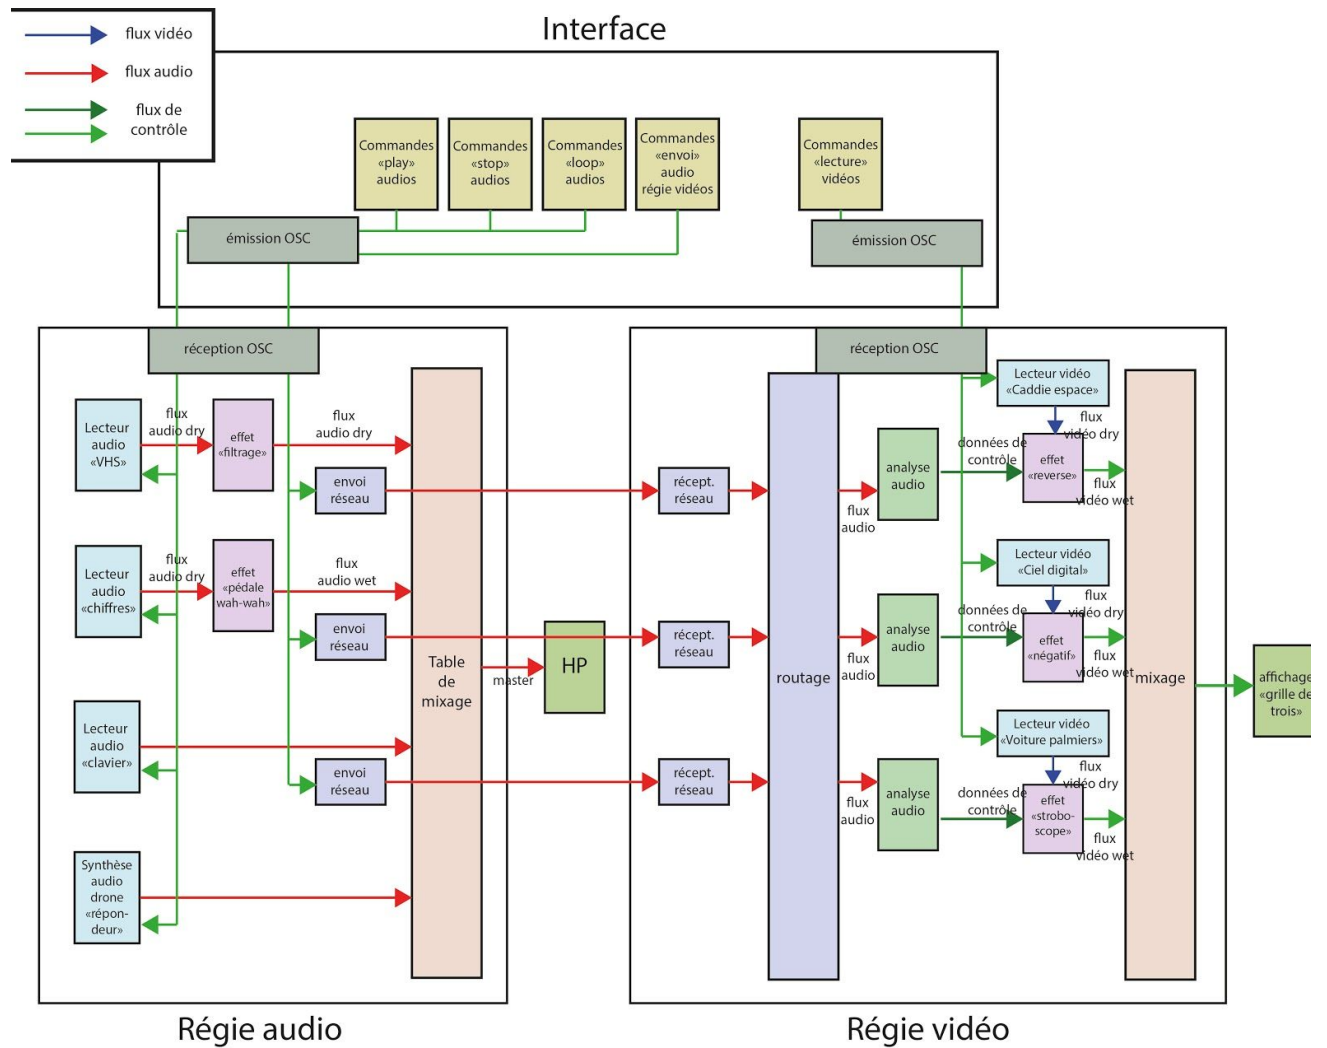 Interface
flux vidéo
flux audio
flux de
contrôle
Commandes
«play»
audios
Commandes
«stop»
audios
Commandes
«loop»
audios
Commandes
«envoi»
audio
régie vidéos
Commandes
«lecture»
vidéos
émission OSC
émission OSC
réception OSC
Lecteur
audio
«VHS»
flux
audio dry
effet
«filtrage»
flux
audio dry
envoi
réseau
Lecteur
audio
«chiffres»
flux
audio dry
effet
«pédale
wah-wah»
flux
audio wet
envoi
réseau
Lecteur
audio
«clavier»
envoi
réseau
Synthèse
audio
drone
«répon-
deur»
Table
de
mixage
master
HP
réception OSC
récept.
réseau
récept.
réseau
récept.
réseau
routage
flux
audio
analyse
audio
données de
contrôle
Lecteur vidéo
«Caddie espace»
flux
vidéo dry
effet
«reverse»
flux
vidéo wet
flux
audio
analyse
audio
données de
contrôle
Lecteur vidéo
«Ciel digital»
flux
vidéo dry
effet
«négatif»
flux
vidéo wet
flux
audio
analyse
audio
données de
contrôle
Lecteur vidéo
«Voiture palmiers»
flux
vidéo dry
effet
«strobo-
scope»
flux
vidéo wet
mixage
affichage
«grille de
trois»
Régie audio
Régie vidéo